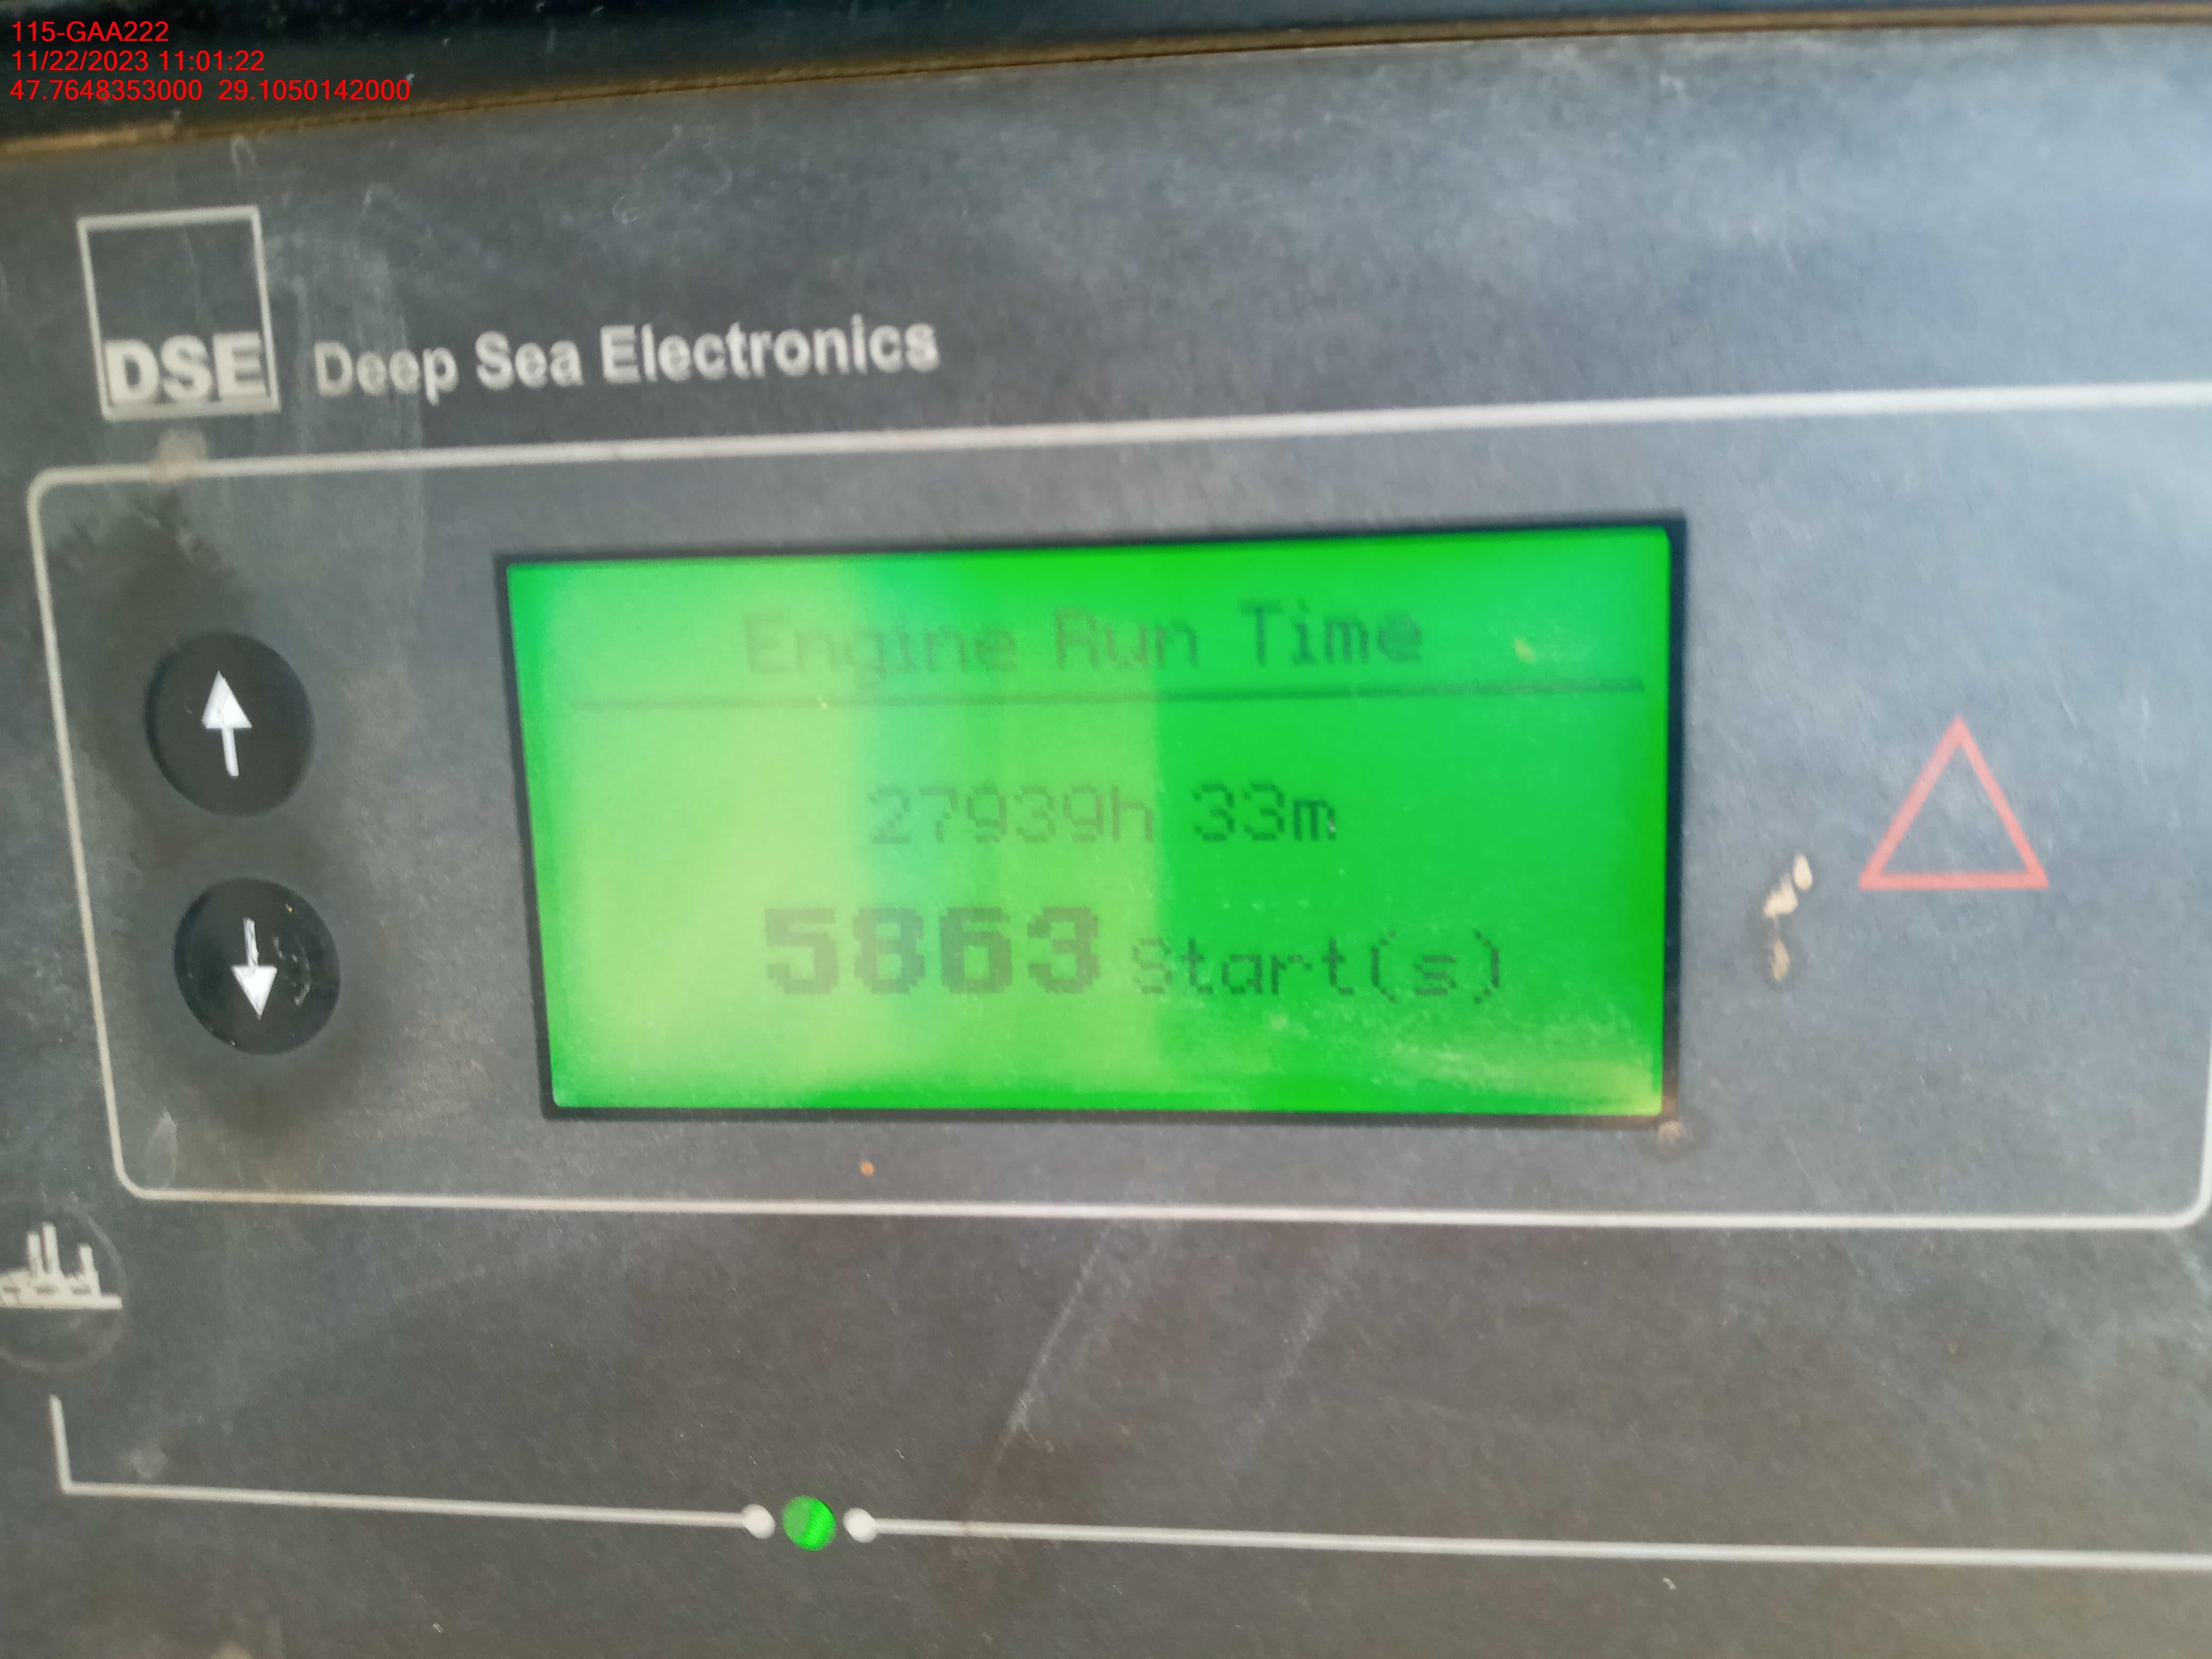 115-GAA222
11/22/2023 11:01:22
47.7648353000 29.1050142000
DSE Deep Sea Electronics
Engine Run Time
27939h 33m
5863 Start(s)